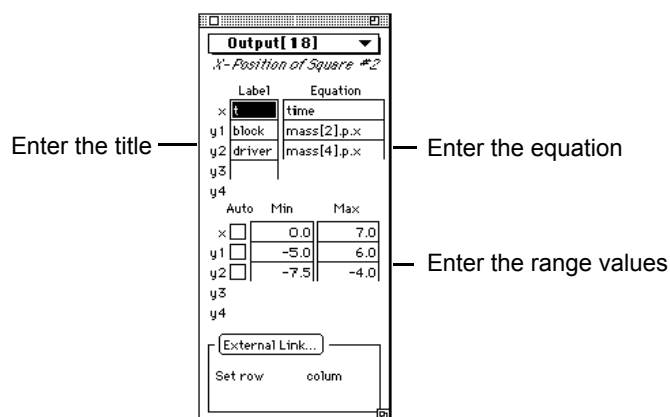 Output[18]
X-Position of Square #2
Label Equation
x t time
y1 block mass[2].p.x
y2 driver mass[4].p.x
y3
y4
Enter the title
Enter the equation
Auto Min Max
x 0.0 7.0
y1 -5.0 6.0
y2 -7.5 -4.0
y3
y4
Enter the range values
External Link...
Set row colum